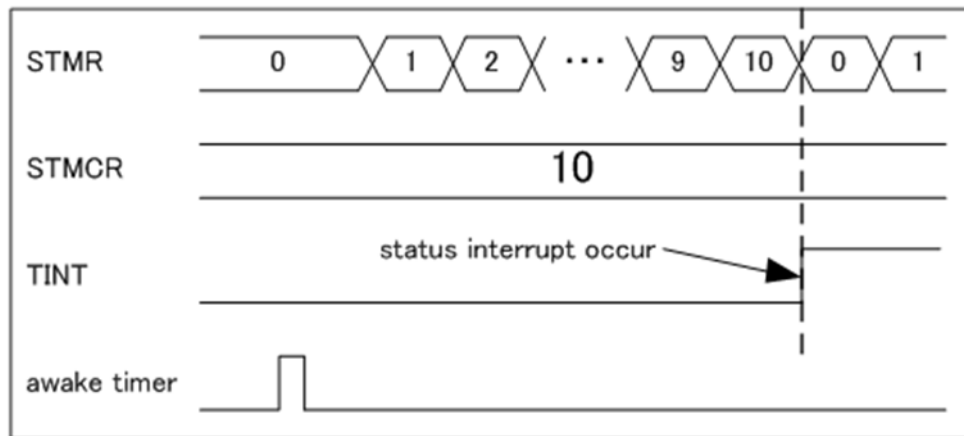 STMR 0 1 2 ... 9 10 0 1
STMCR 10
status interrupt occur
TINT
awake timer